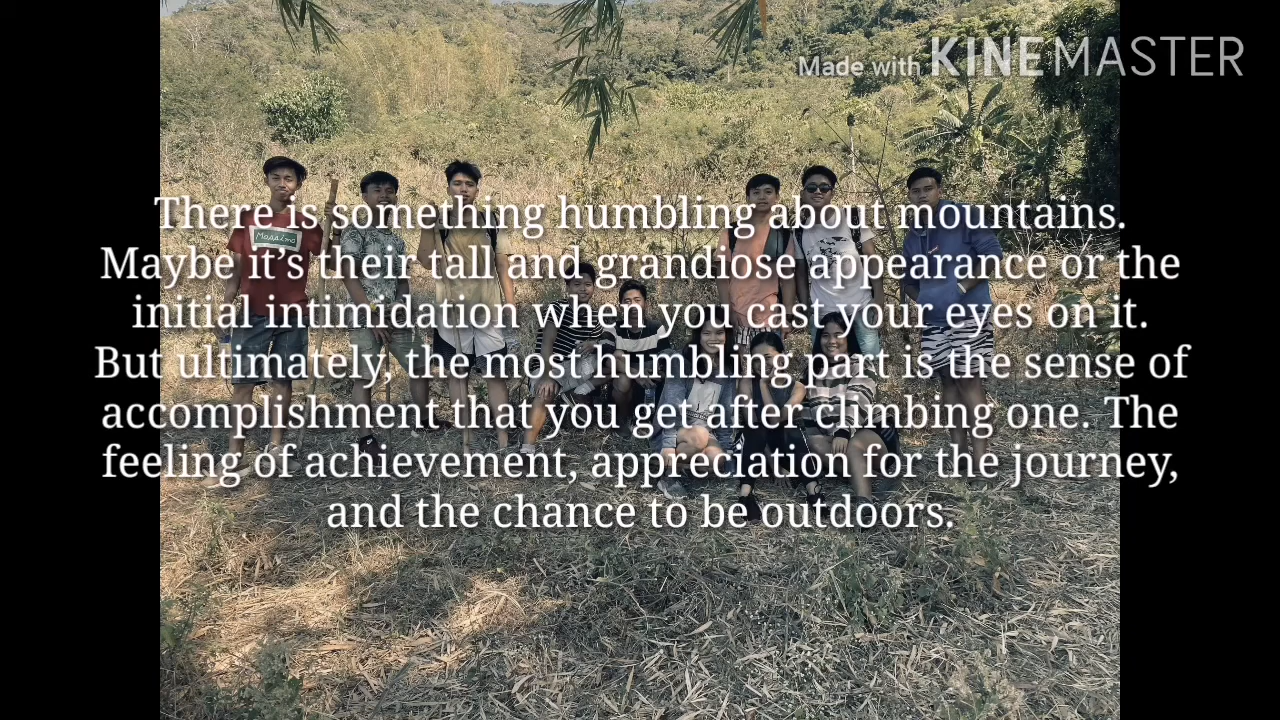 Made with KINEMASTER
There is something humbling about mountains.
Maybe it’s their tall and grandiose appearance or the
initial intimidation when you cast your eyes on it.
But ultimately, the most humbling part is the sense of
accomplishment that you get after climbing one. The
feeling of achievement, appreciation for the journey,
and the chance to be outdoors.